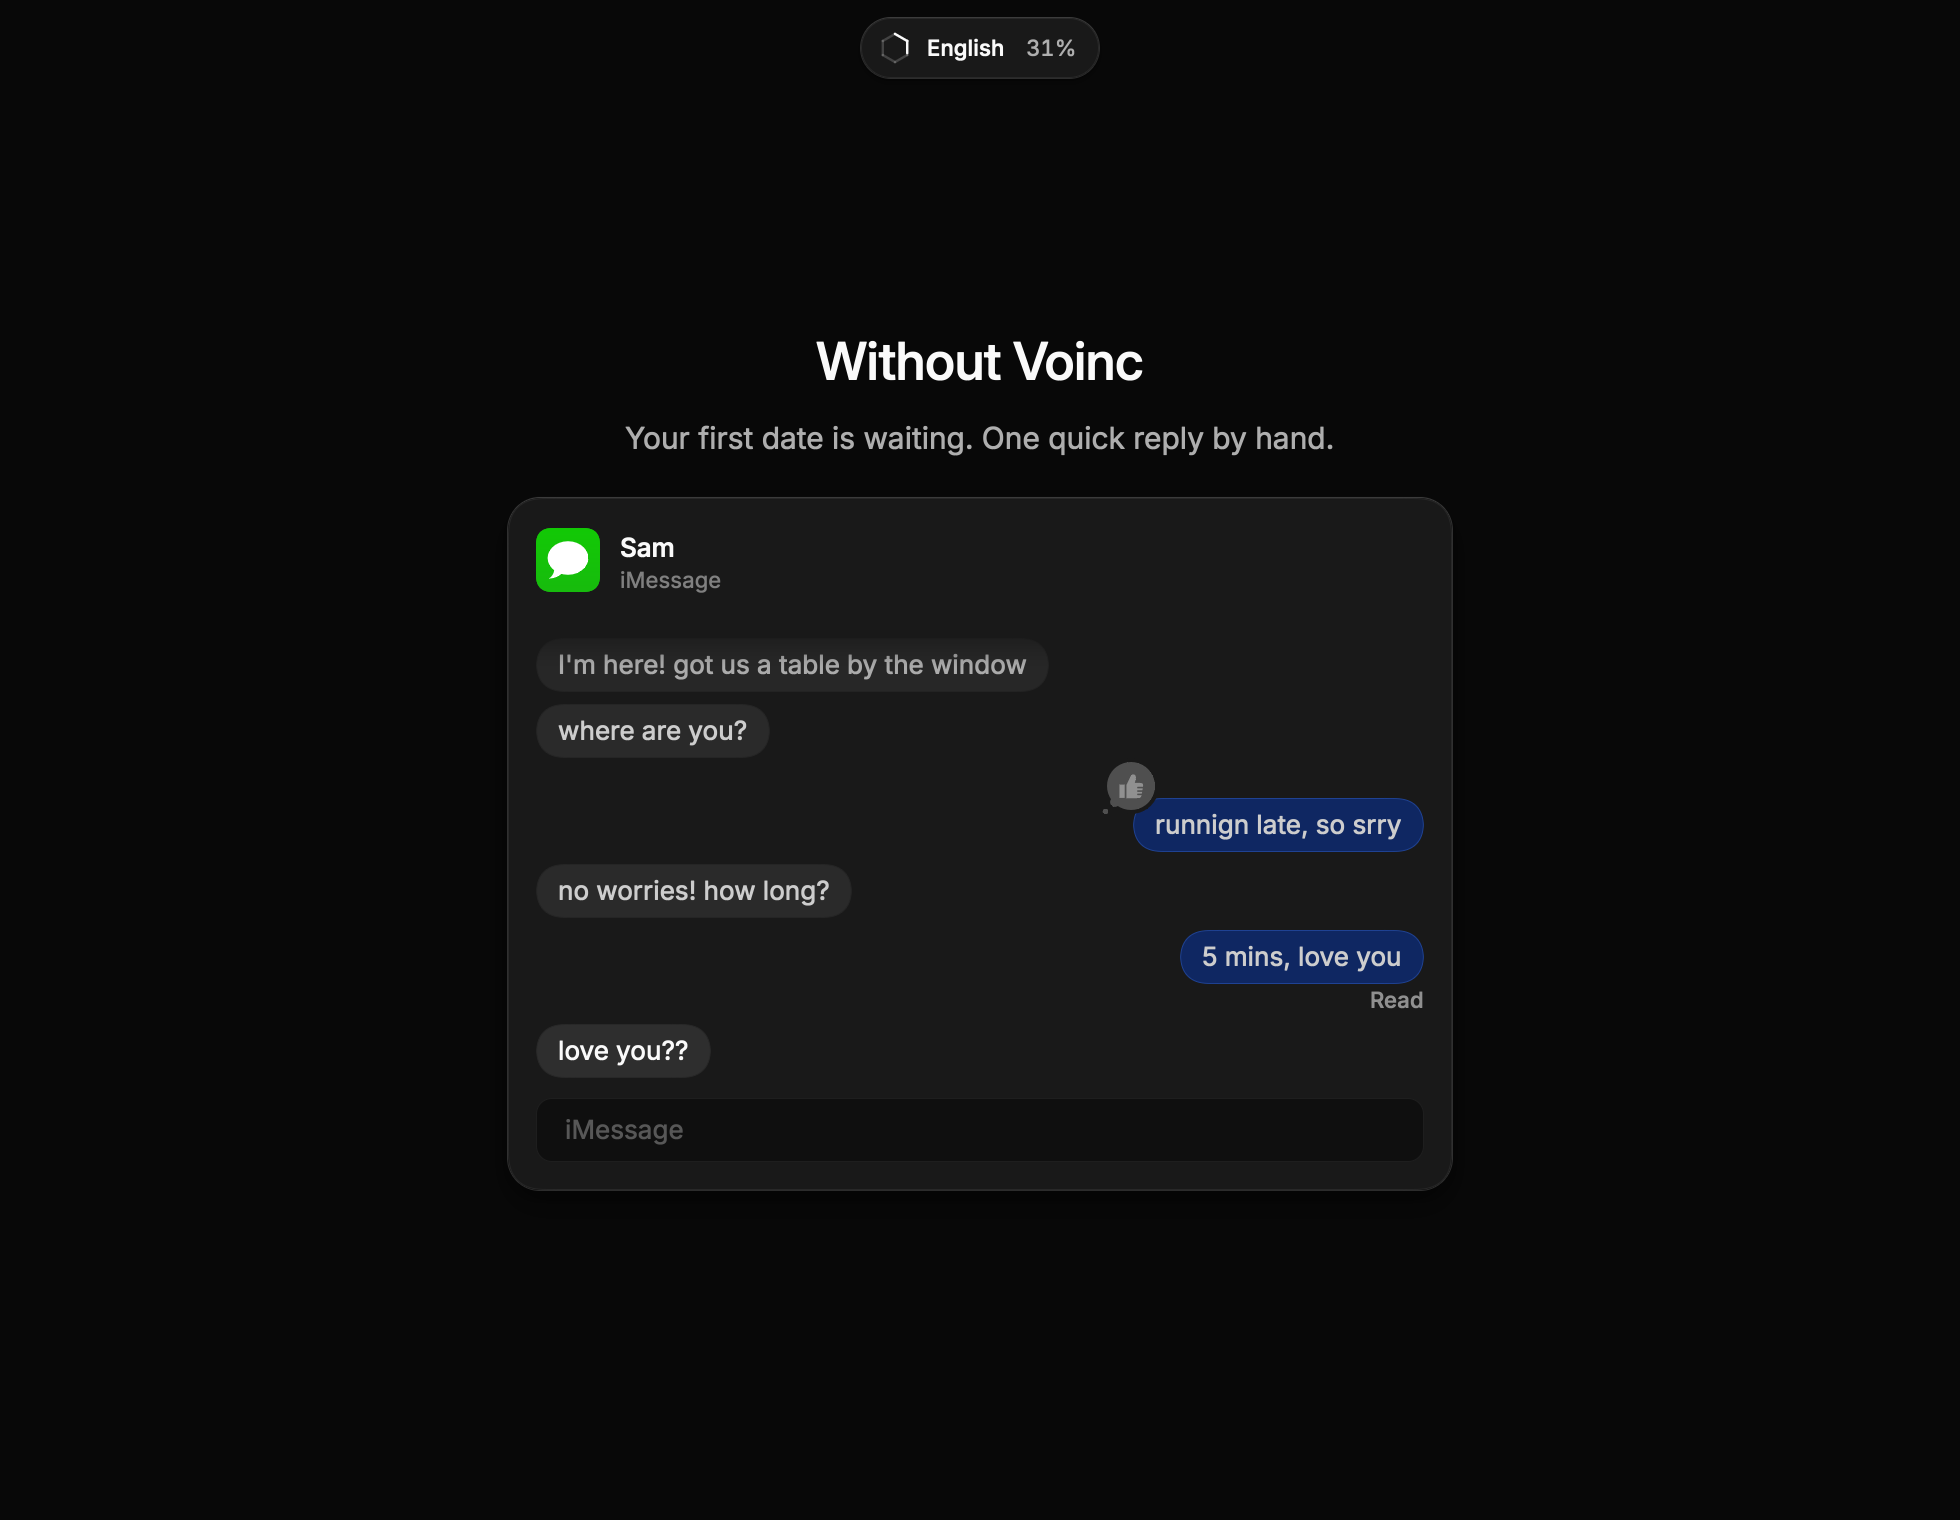 English 31%
Without Voinc
Your first date is waiting. One quick reply by hand.
Sam
iMessage
I'm here! got us a table by the window
where are you?
runnign late, so srry
no worries! how long?
5 mins, love you
Read
love you??
iMessage